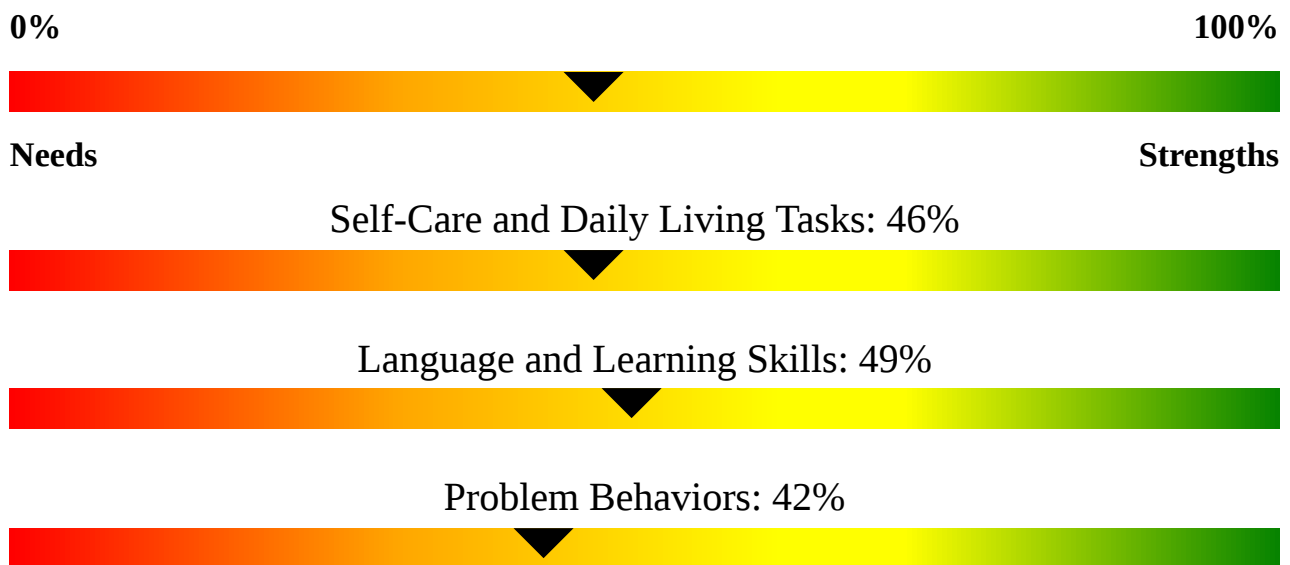 0% 100%
Needs Strengths
Self-Care and Daily Living Tasks: 46%
Language and Learning Skills: 49%
Problem Behaviors: 42%